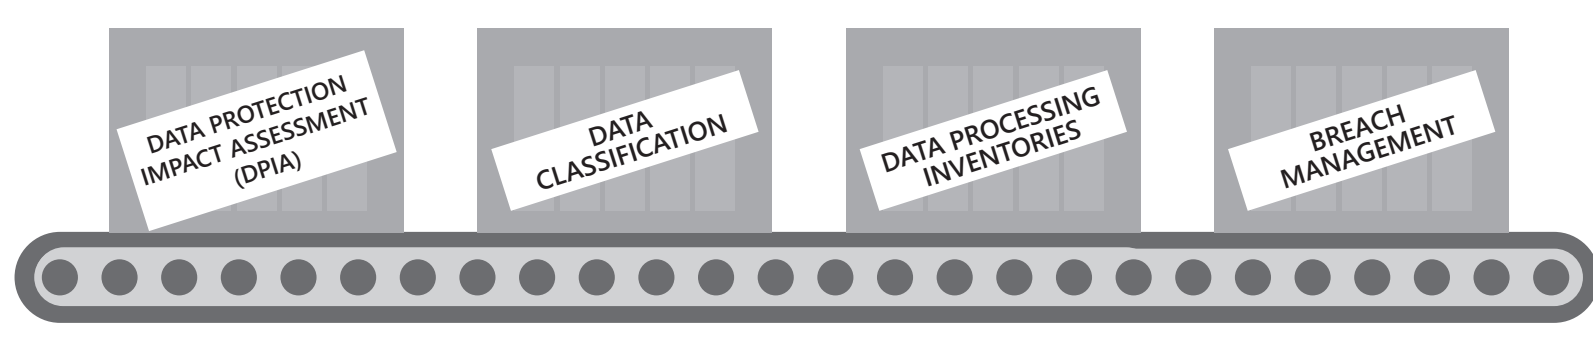 DATA PROTECTION
IMPACT ASSESSMENT
(DPIA)
DATA
CLASSIFICATION
DATA PROCESSING
INVENTORIES
BREACH
MANAGEMENT